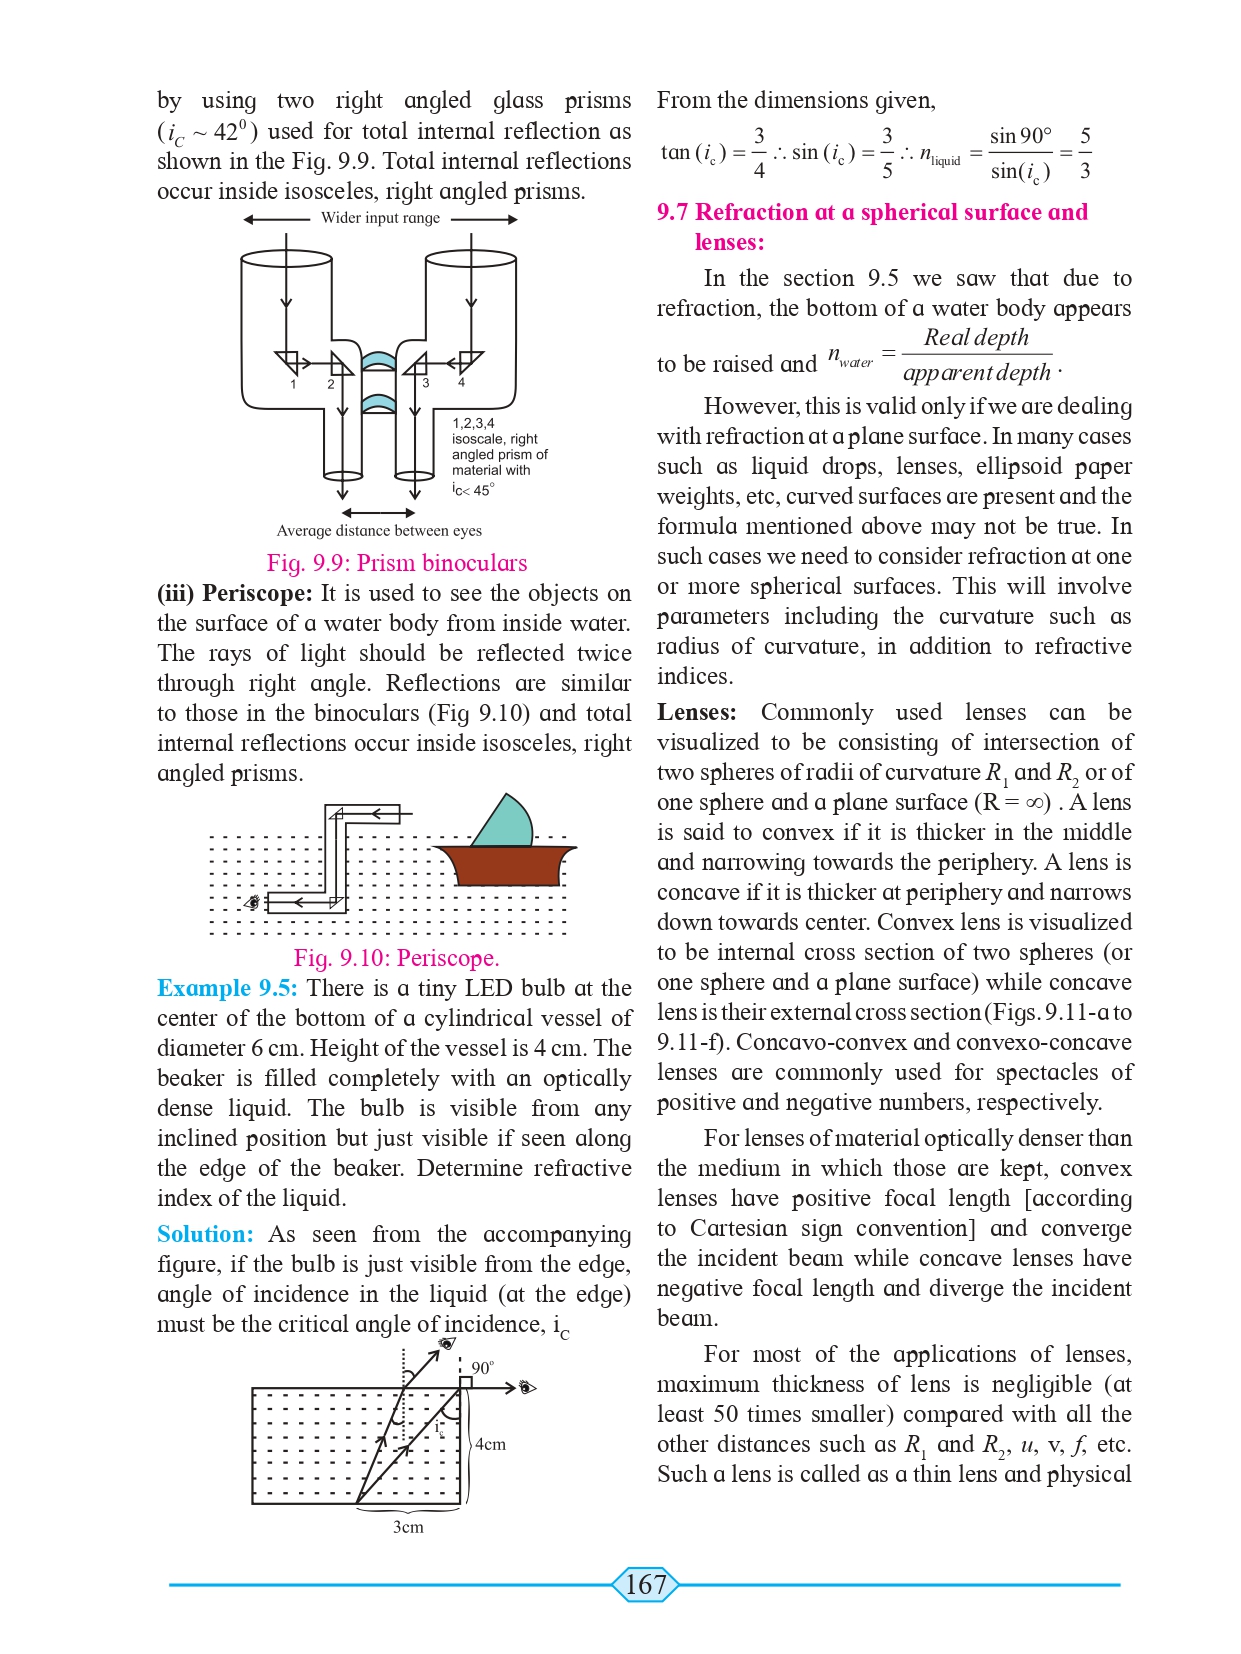 by using two right angled glass prisms
(i_C ~ 42⁰) used for total internal reflection as
shown in the Fig. 9.9. Total internal reflections
occur inside isosceles, right angled prisms.
Wider input range
1 2 3 4
1,2,3,4
isoscale, right
angled prism of
material with
ic< 45°
Average distance between eyes
Fig. 9.9: Prism binoculars
(iii) Periscope: It is used to see the objects on
the surface of a water body from inside water.
The rays of light should be reflected twice
through right angle. Reflections are similar
to those in the binoculars (Fig 9.10) and total
internal reflections occur inside isosceles, right
angled prisms.
Fig. 9.10: Periscope.
Example 9.5: There is a tiny LED bulb at the
center of the bottom of a cylindrical vessel of
diameter 6 cm. Height of the vessel is 4 cm. The
beaker is filled completely with an optically
dense liquid. The bulb is visible from any
inclined position but just visible if seen along
the edge of the beaker. Determine refractive
index of the liquid.
Solution: As seen from the accompanying
figure, if the bulb is just visible from the edge,
angle of incidence in the liquid (at the edge)
must be the critical angle of incidence, i_C
90°
i_c
4cm
3cm
From the dimensions given,
tan (i_c) = 3/4 ∴ sin (i_c) = 3/5 ∴ n_liquid = sin 90°/sin(i_c) = 5/3
9.7 Refraction at a spherical surface and
lenses:
In the section 9.5 we saw that due to
refraction, the bottom of a water body appears
to be raised and n_water = Real depth/apparent depth.
However, this is valid only if we are dealing
with refraction at a plane surface. In many cases
such as liquid drops, lenses, ellipsoid paper
weights, etc, curved surfaces are present and the
formula mentioned above may not be true. In
such cases we need to consider refraction at one
or more spherical surfaces. This will involve
parameters including the curvature such as
radius of curvature, in addition to refractive
indices.
Lenses: Commonly used lenses can be
visualized to be consisting of intersection of
two spheres of radii of curvature R₁ and R₂ or of
one sphere and a plane surface (R = ∞) . A lens
is said to convex if it is thicker in the middle
and narrowing towards the periphery. A lens is
concave if it is thicker at periphery and narrows
down towards center. Convex lens is visualized
to be internal cross section of two spheres (or
one sphere and a plane surface) while concave
lens is their external cross section (Figs. 9.11-a to
9.11-f). Concavo-convex and convexo-concave
lenses are commonly used for spectacles of
positive and negative numbers, respectively.
For lenses of material optically denser than
the medium in which those are kept, convex
lenses have positive focal length [according
to Cartesian sign convention] and converge
the incident beam while concave lenses have
negative focal length and diverge the incident
beam.
For most of the applications of lenses,
maximum thickness of lens is negligible (at
least 50 times smaller) compared with all the
other distances such as R₁ and R₂, u, v, f, etc.
Such a lens is called as a thin lens and physical
167